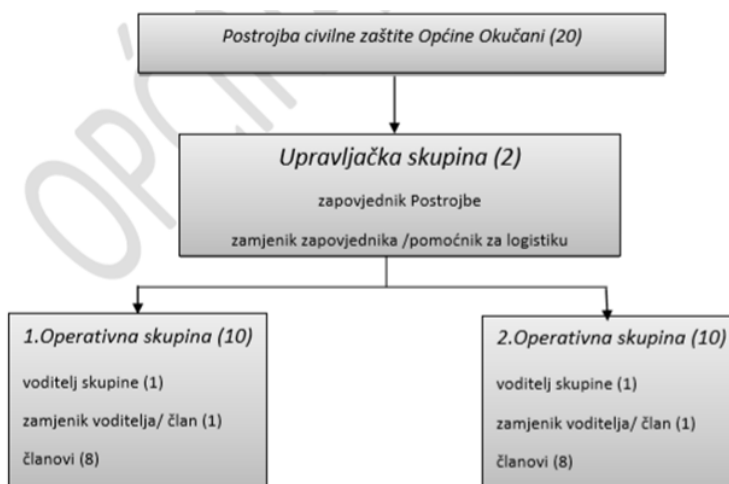 Postrojba civilne zaštite Općine Okučani (20)
Upravljačka skupina (2)
zapovjednik Postrojbe
zamjenik zapovjednika /pomoćnik za logistiku
1.Operativna skupina (10)
voditelj skupine (1)
zamjenik voditelja/ član (1)
članovi (8)
2.Operativna skupina (10)
voditelj skupine (1)
zamjenik voditelja/ član (1)
članovi (8)